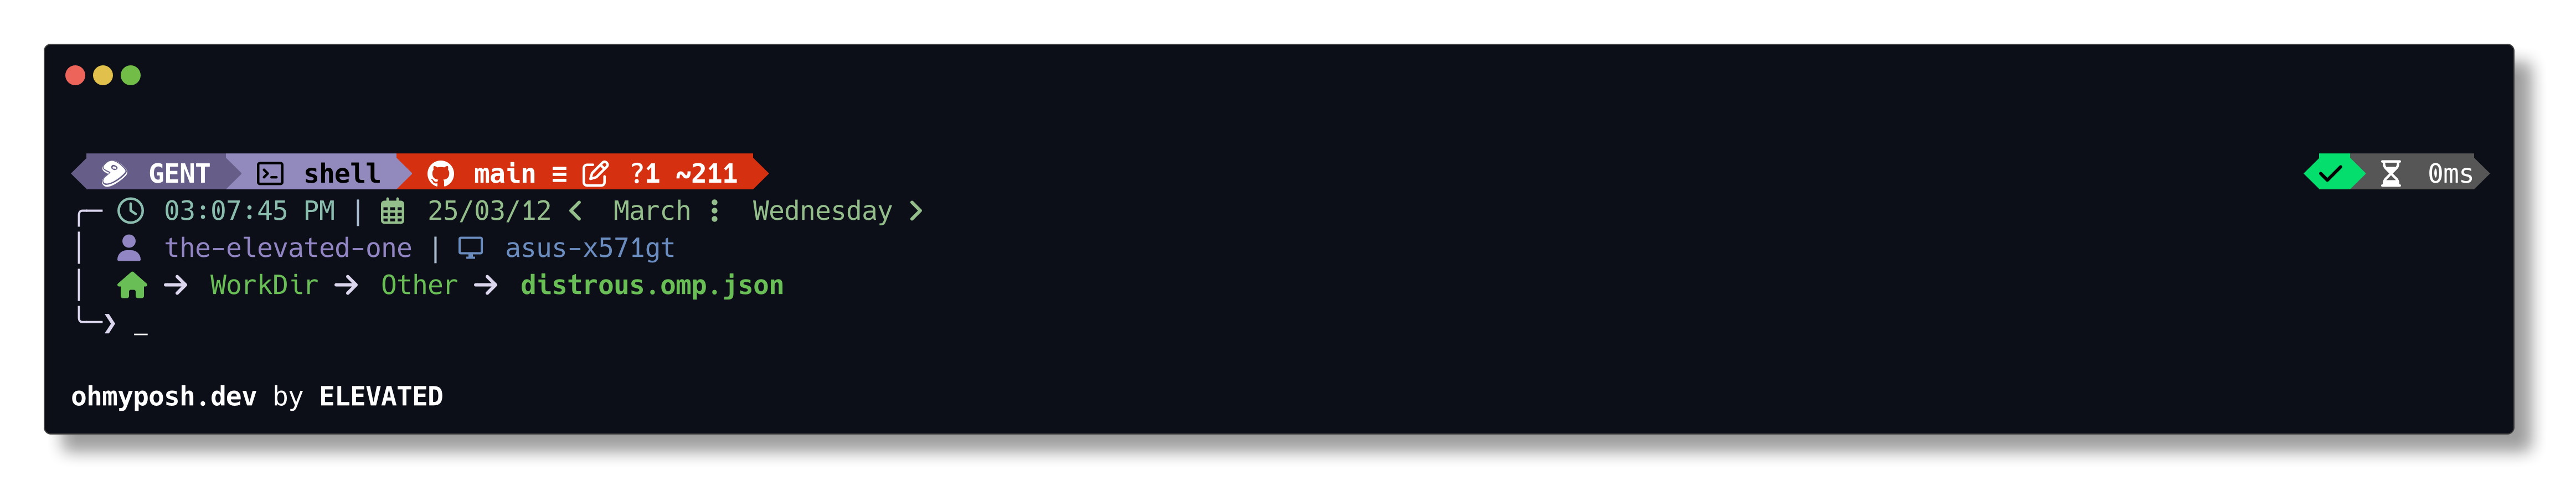 GENT shell main ≡ ?1 ~211 0ms
03:07:45 PM | 25/03/12 < March ⋮ Wednesday >
the-elevated-one | asus-x571gt
→ WorkDir → Other → distrous.omp.json
❯ _
ohmyposh.dev by ELEVATED